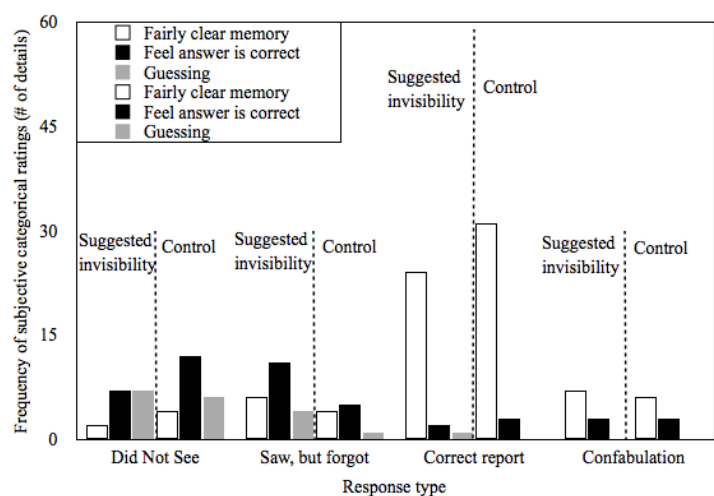 60
45
30
15
0
Frequency of subjective categorical ratings (# of details)
Fairly clear memory
Feel answer is correct
Guessing
Fairly clear memory
Feel answer is correct
Guessing
Suggested
invisibility
Control
Suggested
invisibility
Control
Suggested
invisibility
Control
Suggested
invisibility
Control
Did Not See
Saw, but forgot
Correct report
Confabulation
Response type